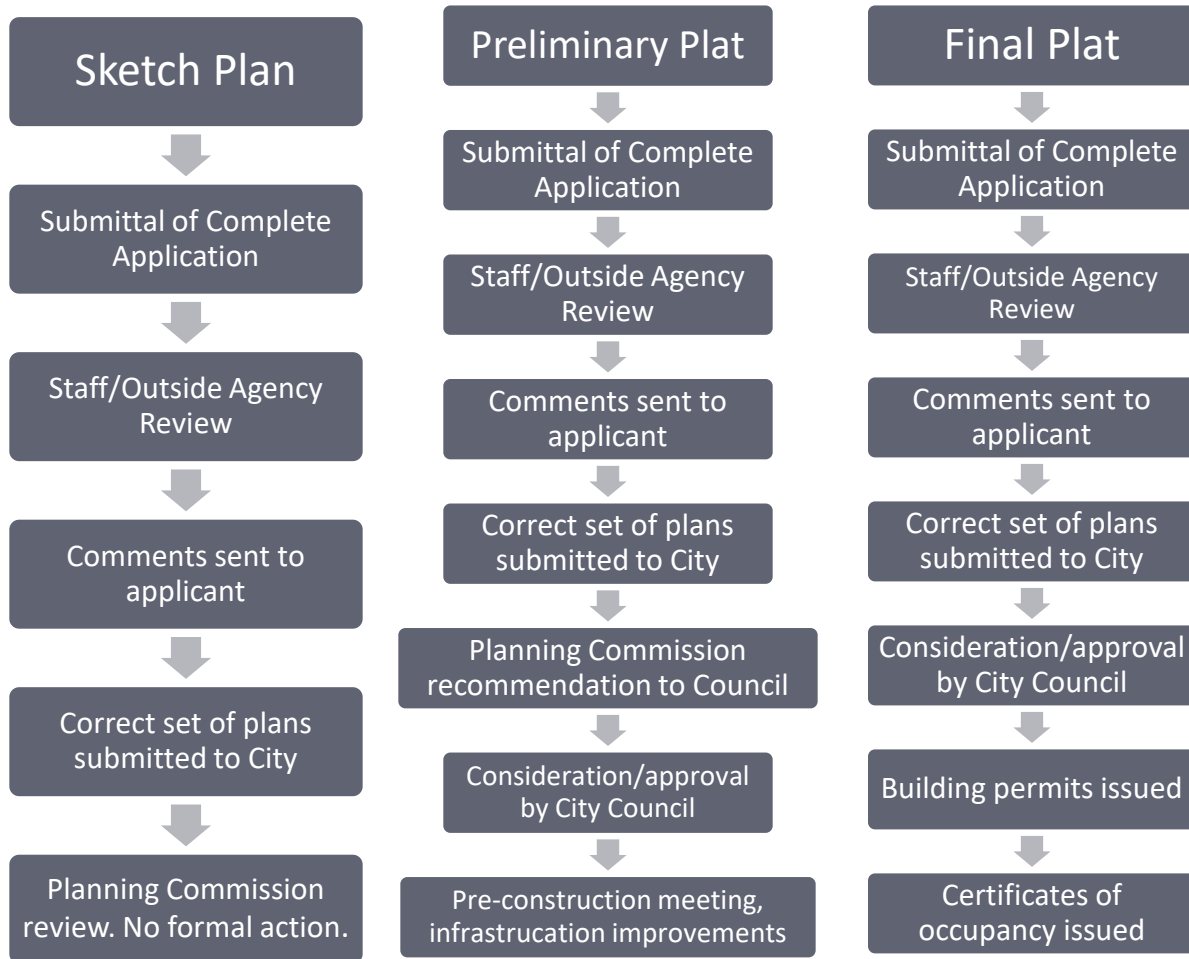 Sketch Plan
Submittal of Complete
Application
Staff/Outside Agency
Review
Comments sent to
applicant
Correct set of plans
submitted to City
Planning Commission
review. No formal action.
Preliminary Plat
Submittal of Complete
Application
Staff/Outside Agency
Review
Comments sent to
applicant
Correct set of plans
submitted to City
Planning Commission
recommendation to Council
Consideration/approval
by City Council
Pre-construction meeting,
infrastrucation improvements
Final Plat
Submittal of Complete
Application
Staff/Outside Agency
Review
Comments sent to
applicant
Correct set of plans
submitted to City
Consideration/approval
by City Council
Building permits issued
Certificates of
occupancy issued